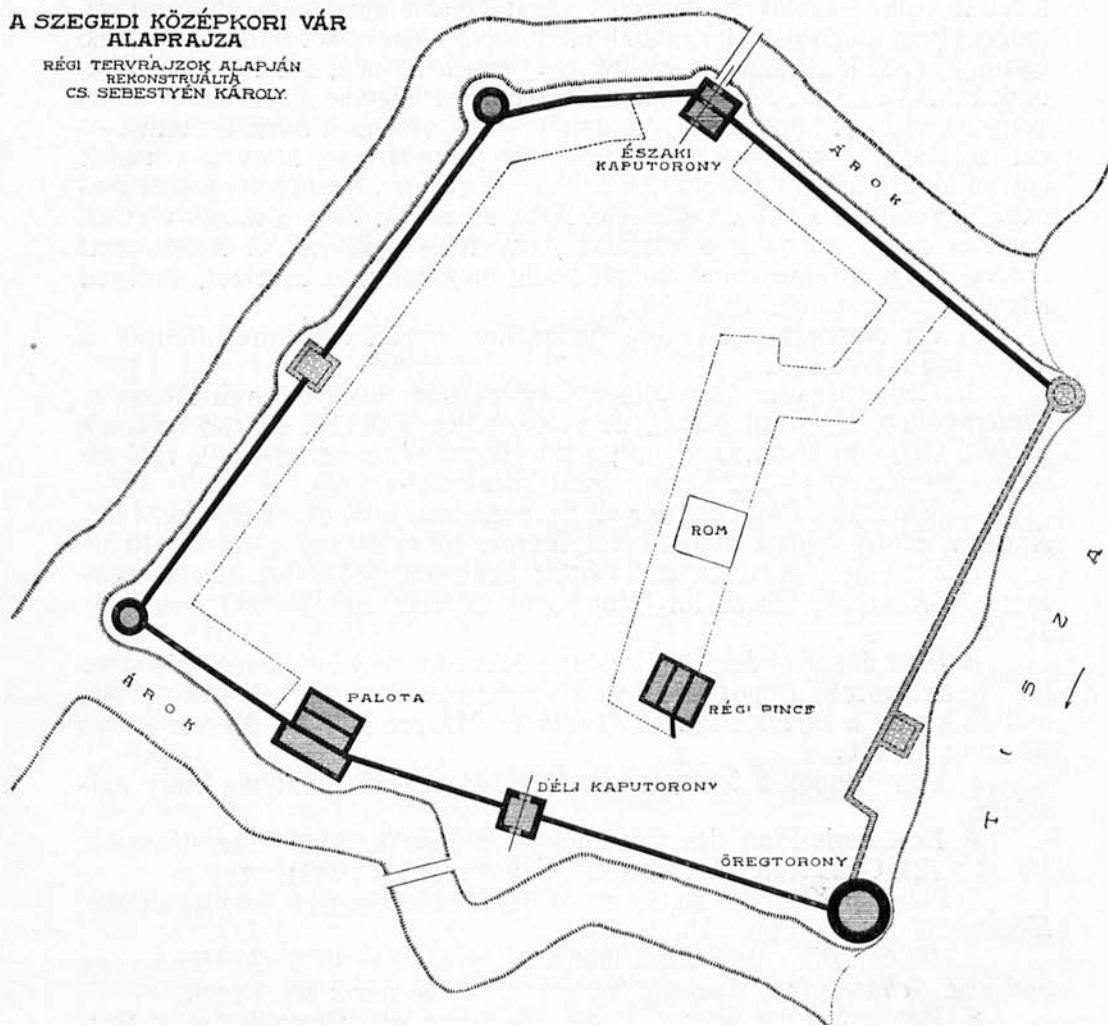 A SZEGEDI KÖZÉPKORI VÁR
ALAPRAJZA
RÉGI TERVRAJZOK ALAPJÁN
REKONSTRUÁLTA
CS. SEBESTYÉN KÁROLY.
ÉSZAKI
KAPUTORONY
ÁROK
ROM
TISZA
ÁROK
PALOTA
RÉGI PINCE
DÉLI KAPUTORONY
ÖREGTORONY